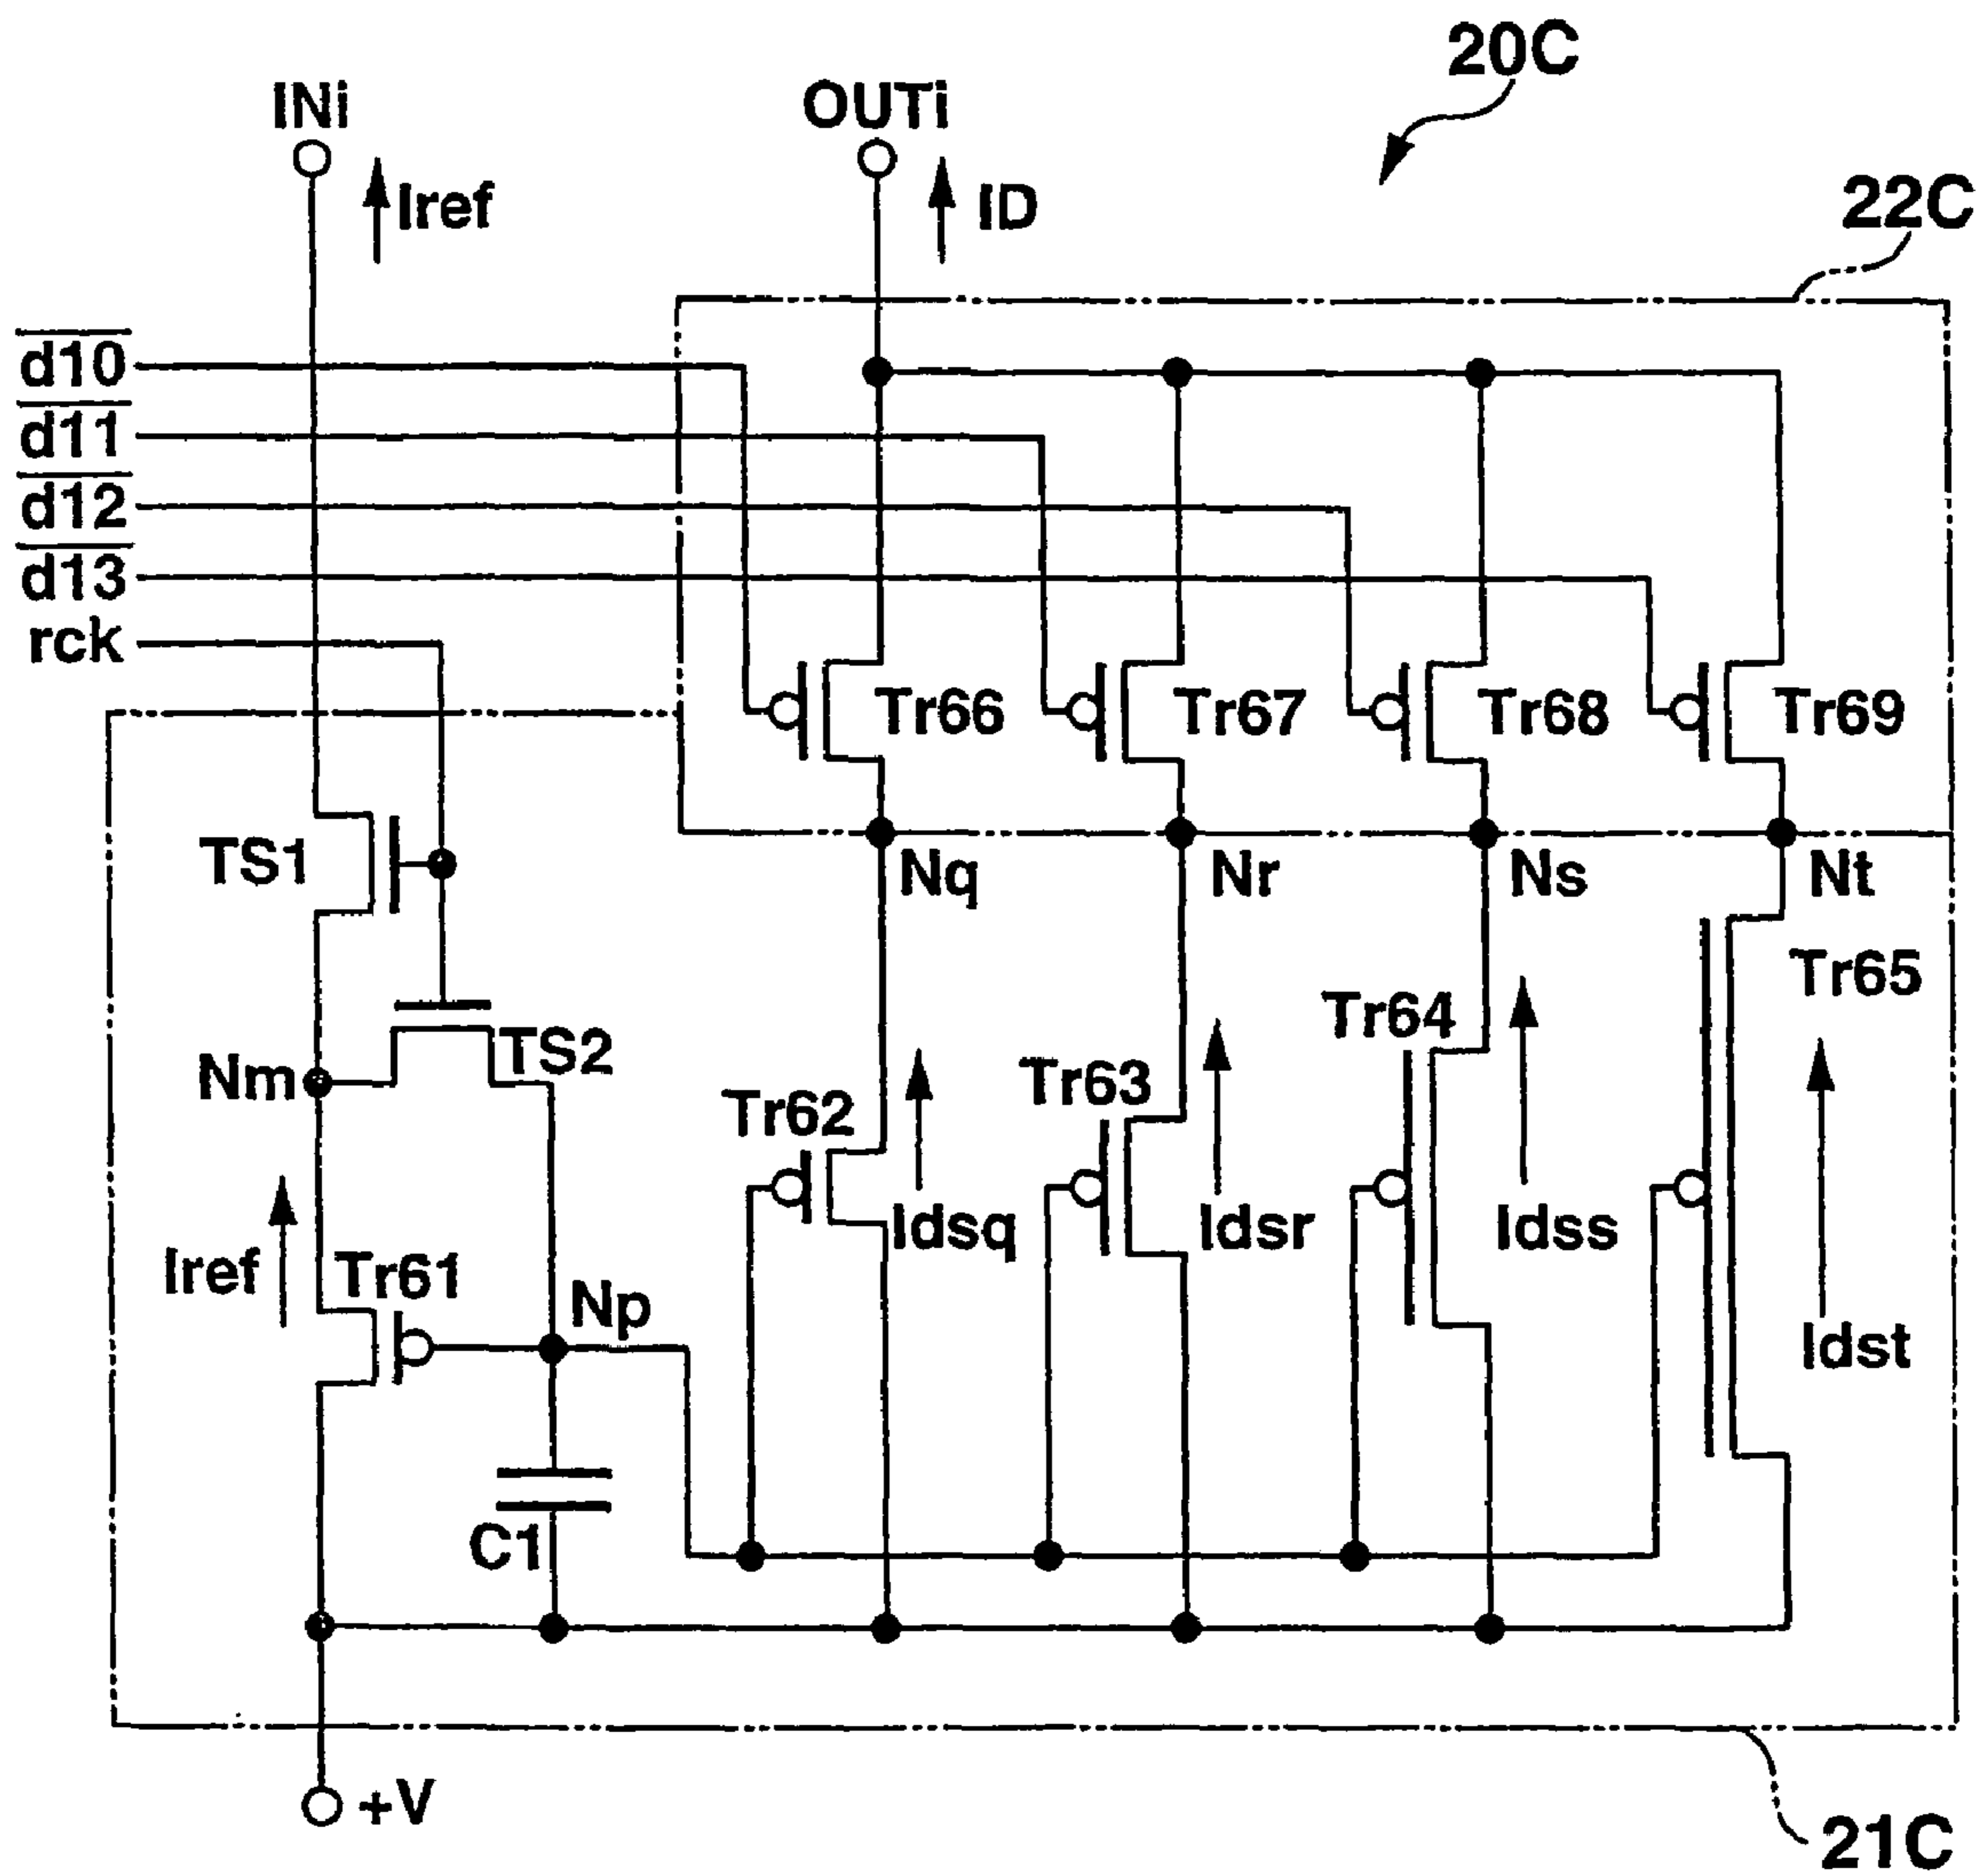 20C
INi
OUTi
Iref
ID
22C
d10
d11
d12
d13
rck
Tr66
Tr67
Tr68
Tr69
TS1
Nq
Nr
Ns
Nt
Tr65
Tr64
TS2
Nm
Tr63
Tr62
Idsq
Idsr
Idss
Iref
Tr61
Np
Idst
C1
+V
21C